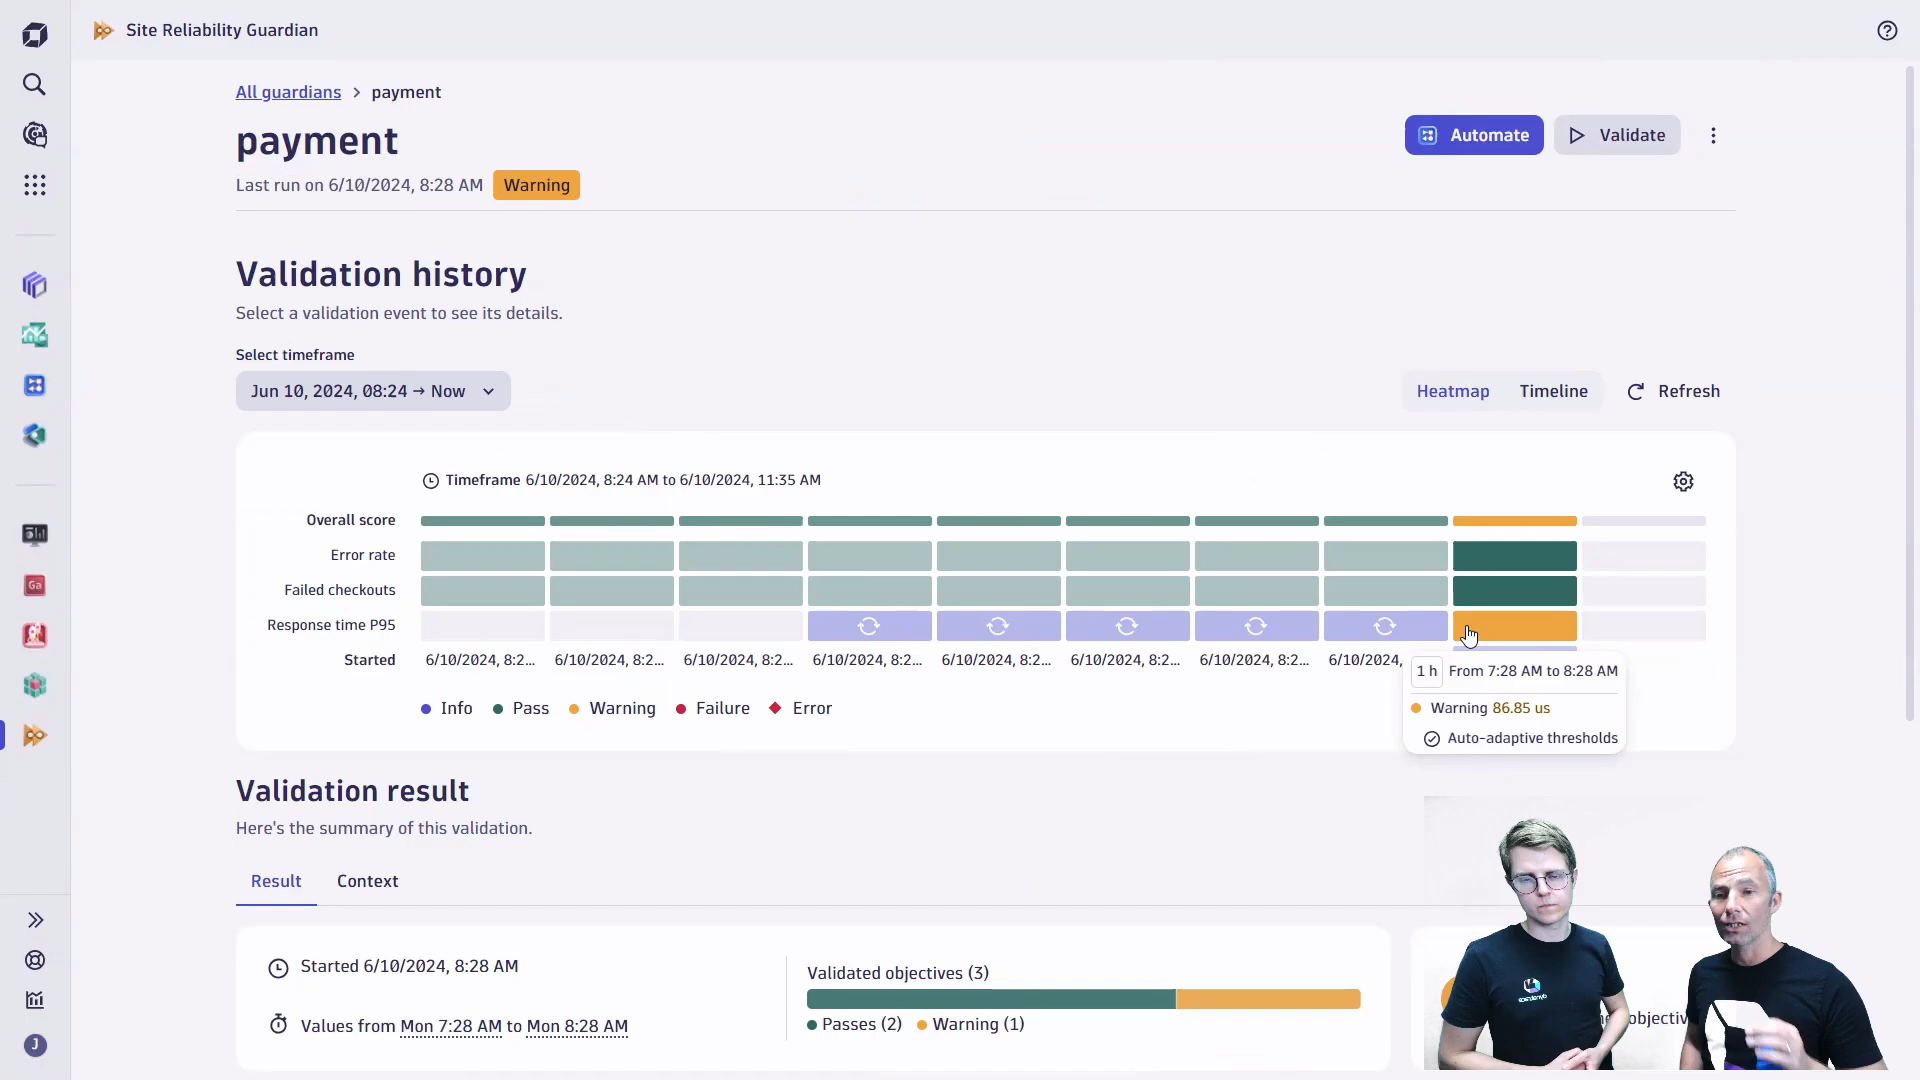 Site Reliability Guardian
All guardians > payment
payment
Automate
Validate
Last run on 6/10/2024, 8:28 AM
Warning
Validation history
Select a validation event to see its details.
Select timeframe
Jun 10, 2024, 08:24 → Now
Heatmap
Timeline
Refresh
Timeframe 6/10/2024, 8:24 AM to 6/10/2024, 11:35 AM
Overall score
Error rate
Failed checkouts
Response time P95
Started
6/10/2024, 8:2...
6/10/2024, 8:2...
6/10/2024, 8:2...
6/10/2024, 8:2...
6/10/2024, 8:2...
6/10/2024, 8:2...
6/10/2024, 8:2...
6/10/2024,
1 h From 7:28 AM to 8:28 AM
Warning 86.85 us
Auto-adaptive thresholds
Info
Pass
Warning
Failure
Error
Validation result
Here's the summary of this validation.
Result
Context
Started 6/10/2024, 8:28 AM
Values from Mon 7:28 AM to Mon 8:28 AM
Validated objectives (3)
Passes (2)
Warning (1)
Ga
J